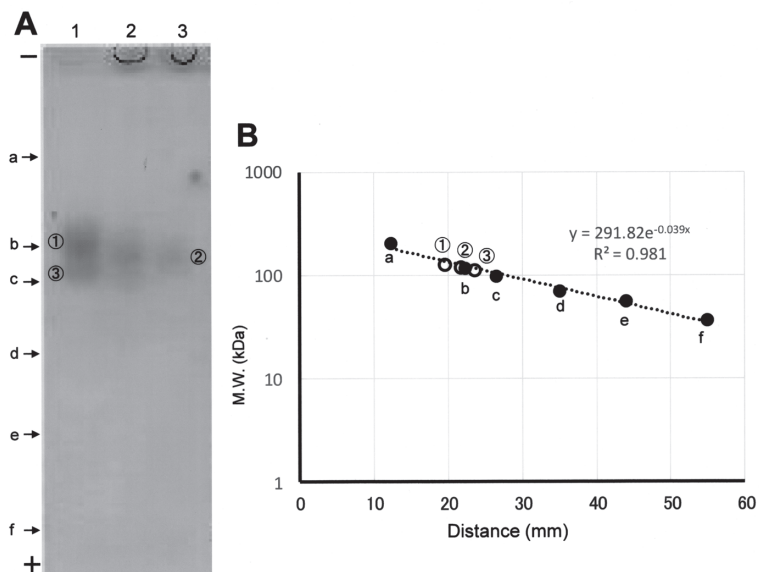 A
1 2 3
−
a
b ①
②
③
c
d
e
f
+
B
1000
100
10
1
M.W. (kDa)
y = 291.82e^-0.039x
R² = 0.981
① ② ③
a
b
c
d
e
f
0 10 20 30 40 50 60
Distance (mm)